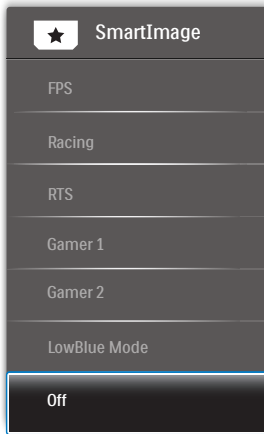 SmartImage
FPS
Racing
RTS
Gamer 1
Gamer 2
LowBlue Mode
Off